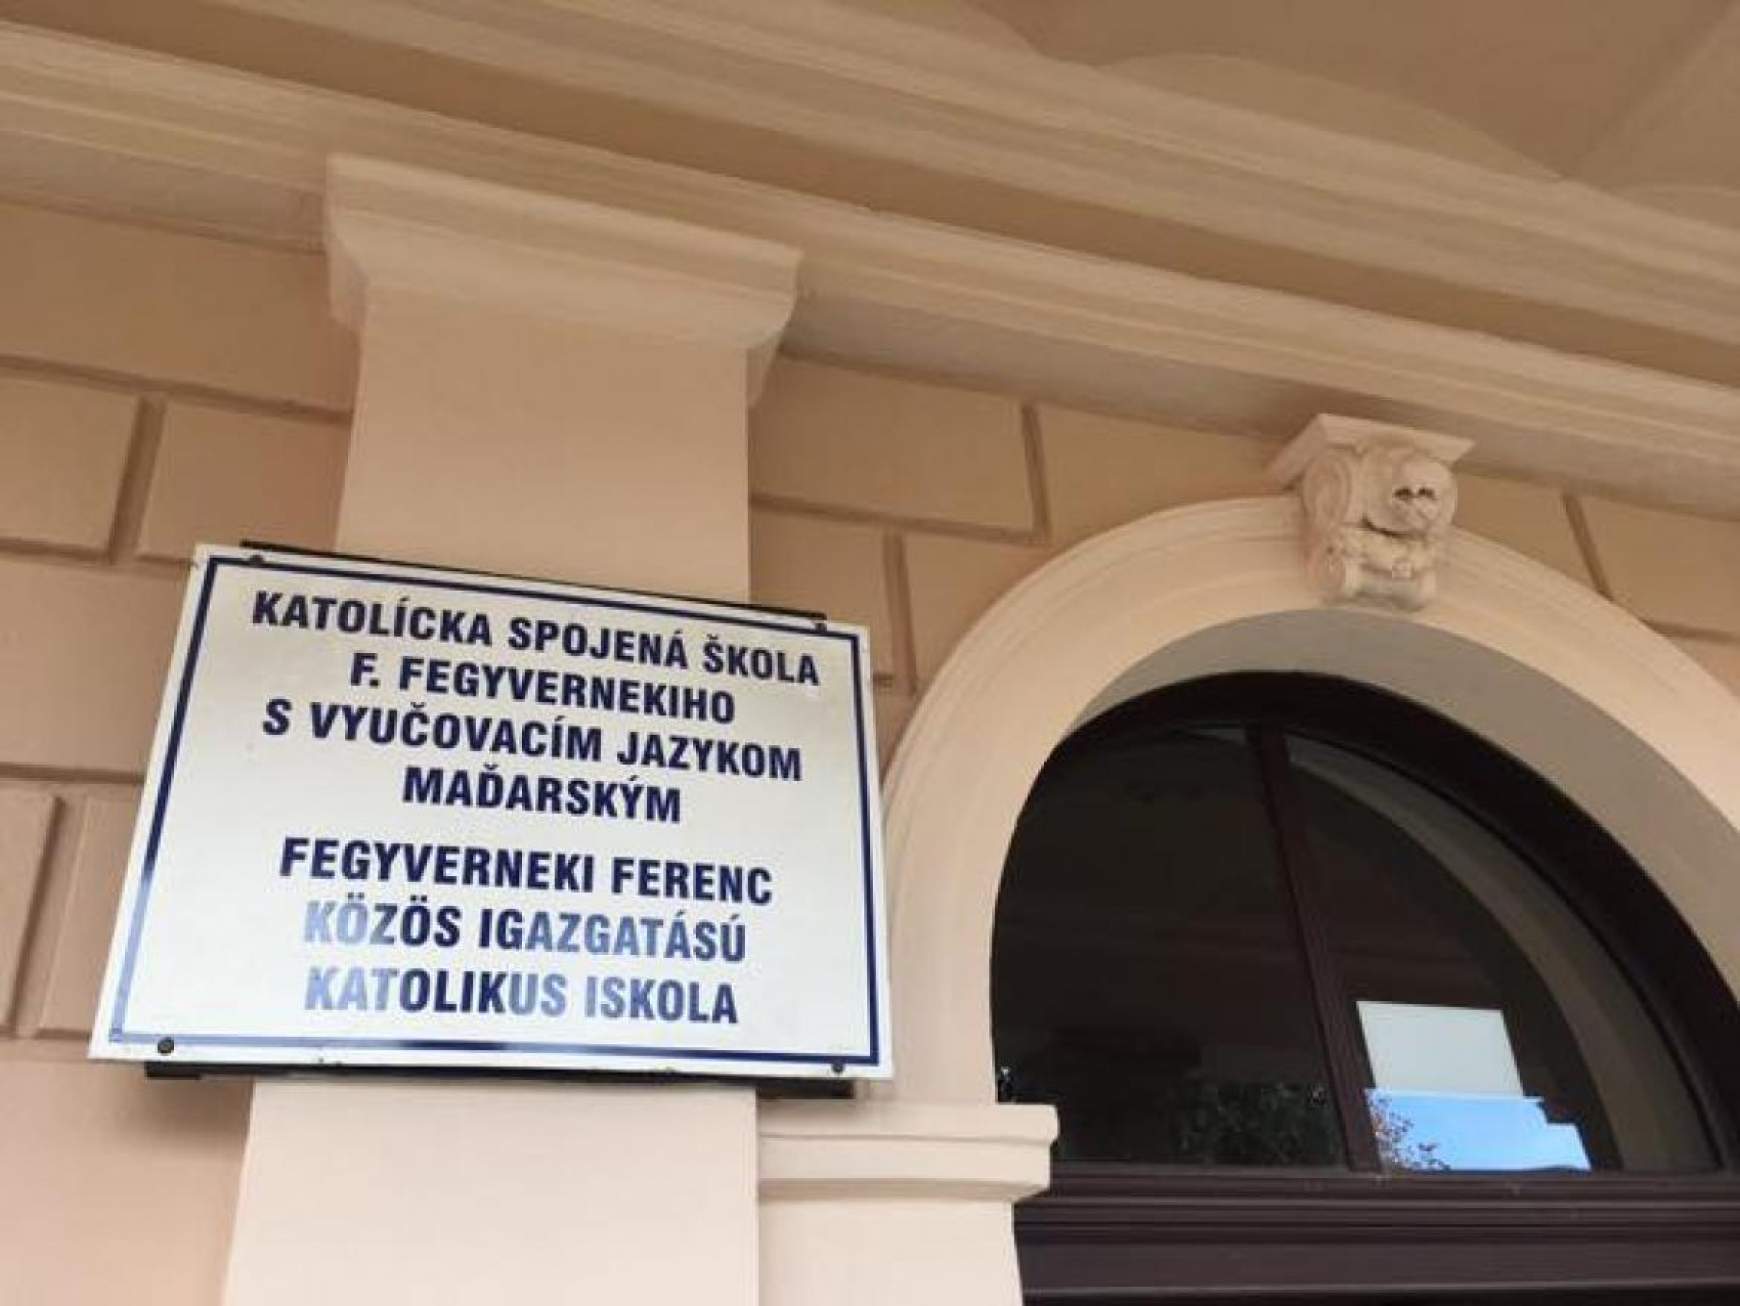 KATOLÍCKA SPOJENÁ ŠKOLA
F. FEGYVERNEKIHO
S VYUČOVACÍM JAZYKOM
MAĎARSKÝM
FEGYVERNEKI FERENC
KÖZÖS IGAZGATÁSÚ
KATOLIKUS ISKOLA